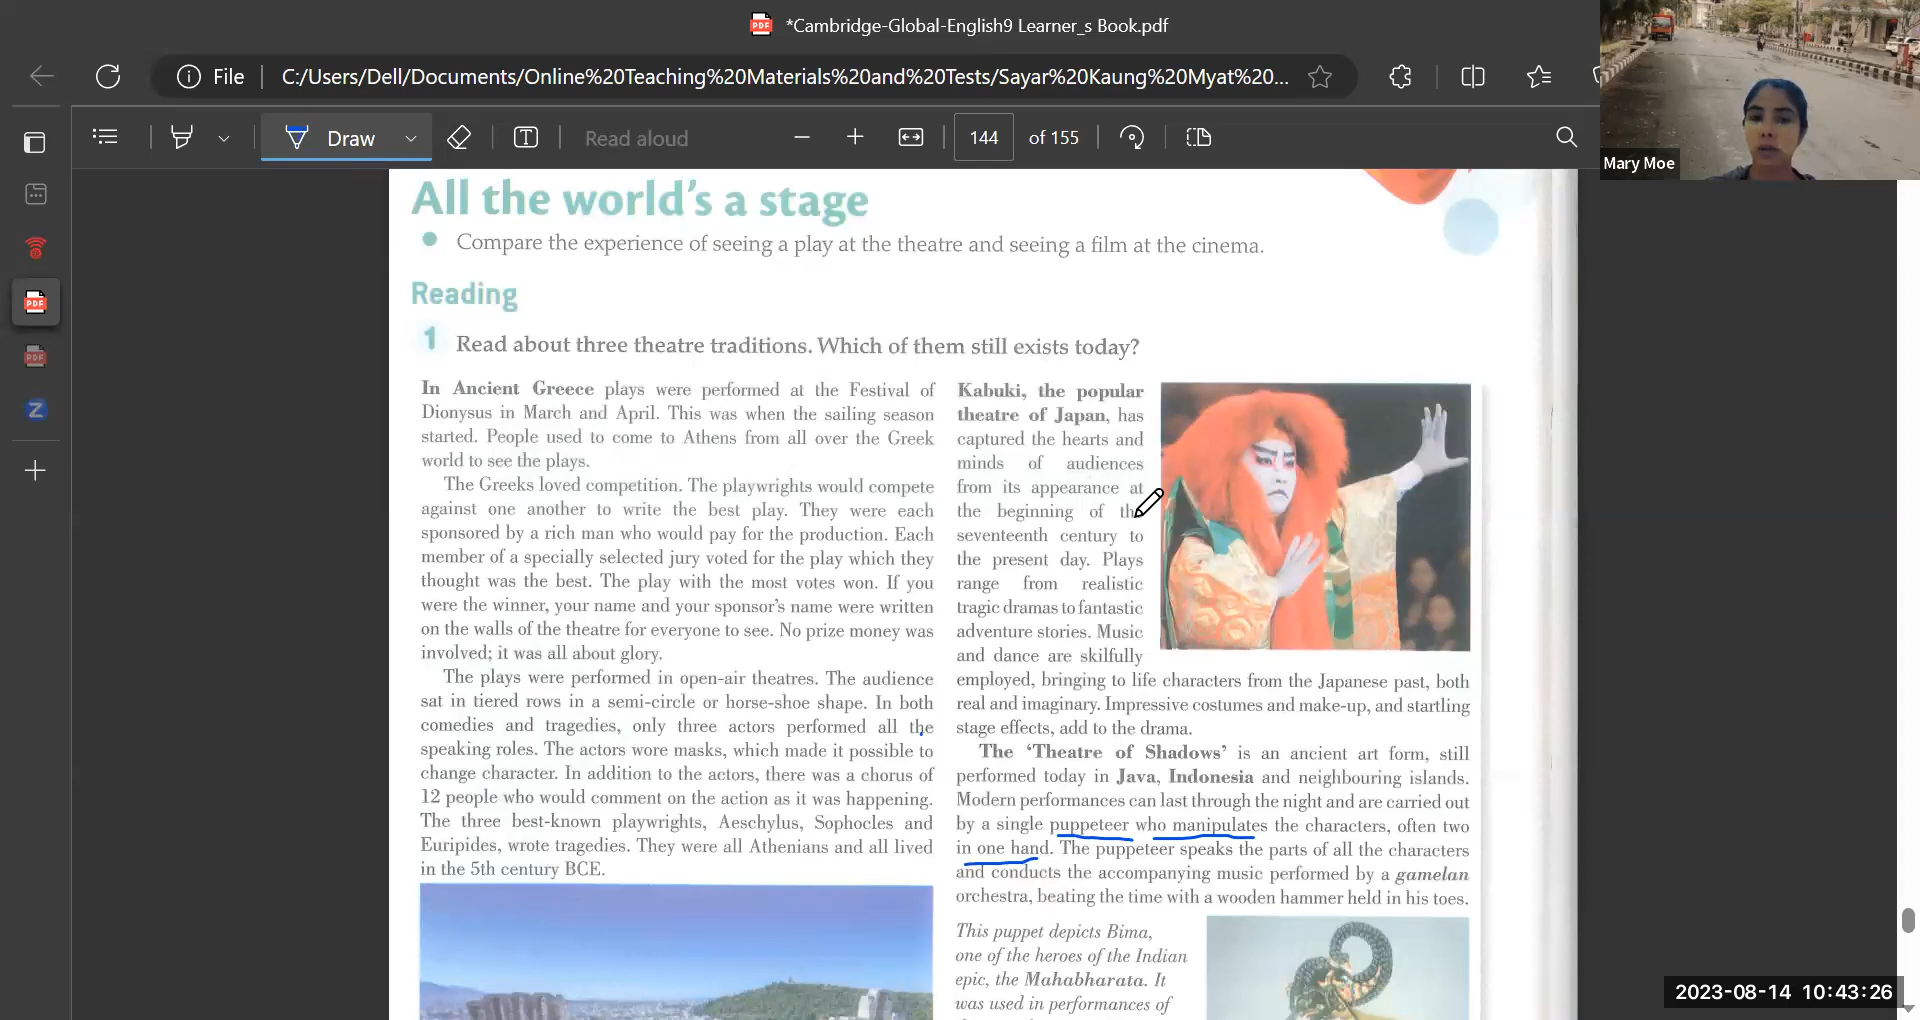 *Cambridge-Global-English9 Learner_s Book.pdf
File
C:/Users/Dell/Documents/Online%20Teaching%20Materials%20and%20Tests/Sayar%20Kaung%20Myat%20...
Draw
Read aloud
144
of 155
Mary Moe
All the world's a stage
Compare the experience of seeing a play at the theatre and seeing a film at the cinema.
Reading
1 Read about three theatre traditions. Which of them still exists today?
In Ancient Greece plays were performed at the Festival of
Dionysus in March and April. This was when the sailing season
started. People used to come to Athens from all over the Greek
world to see the plays.
The Greeks loved competition. The playwrights would compete
against one another to write the best play. They were each
sponsored by a rich man who would pay for the production. Each
member of a specially selected jury voted for the play which they
thought was the best. The play with the most votes won. If you
were the winner, your name and your sponsor's name were written
on the walls of the theatre for everyone to see. No prize money was
involved; it was all about glory.
The plays were performed in open-air theatres. The audience
sat in tiered rows in a semi-circle or horse-shoe shape. In both
comedies and tragedies, only three actors performed all the
speaking roles. The actors wore masks, which made it possible to
change character. In addition to the actors, there was a chorus of
12 people who would comment on the action as it was happening.
The three best-known playwrights, Aeschylus, Sophocles and
Euripides, wrote tragedies. They were all Athenians and all lived
in the 5th century BCE.
Kabuki, the popular
theatre of Japan, has
captured the hearts and
minds of audiences
from its appearance at
the beginning of the
seventeenth century to
the present day. Plays
range from realistic
tragic dramas to fantastic
adventure stories. Music
and dance are skilfully
employed, bringing to life characters from the Japanese past, both
real and imaginary. Impressive costumes and make-up, and startling
stage effects, add to the drama.
The 'Theatre of Shadows' is an ancient art form, still
performed today in Java, Indonesia and neighbouring islands.
Modern performances can last through the night and are carried out
by a single puppeteer who manipulates the characters, often two
in one hand. The puppeteer speaks the parts of all the characters
and conducts the accompanying music performed by a gamelan
orchestra, beating the time with a wooden hammer held in his toes.
This puppet depicts Bima,
one of the heroes of the Indian
epic, the Mahabharata. It
was used in performances of
2023-08-14 10:43:26